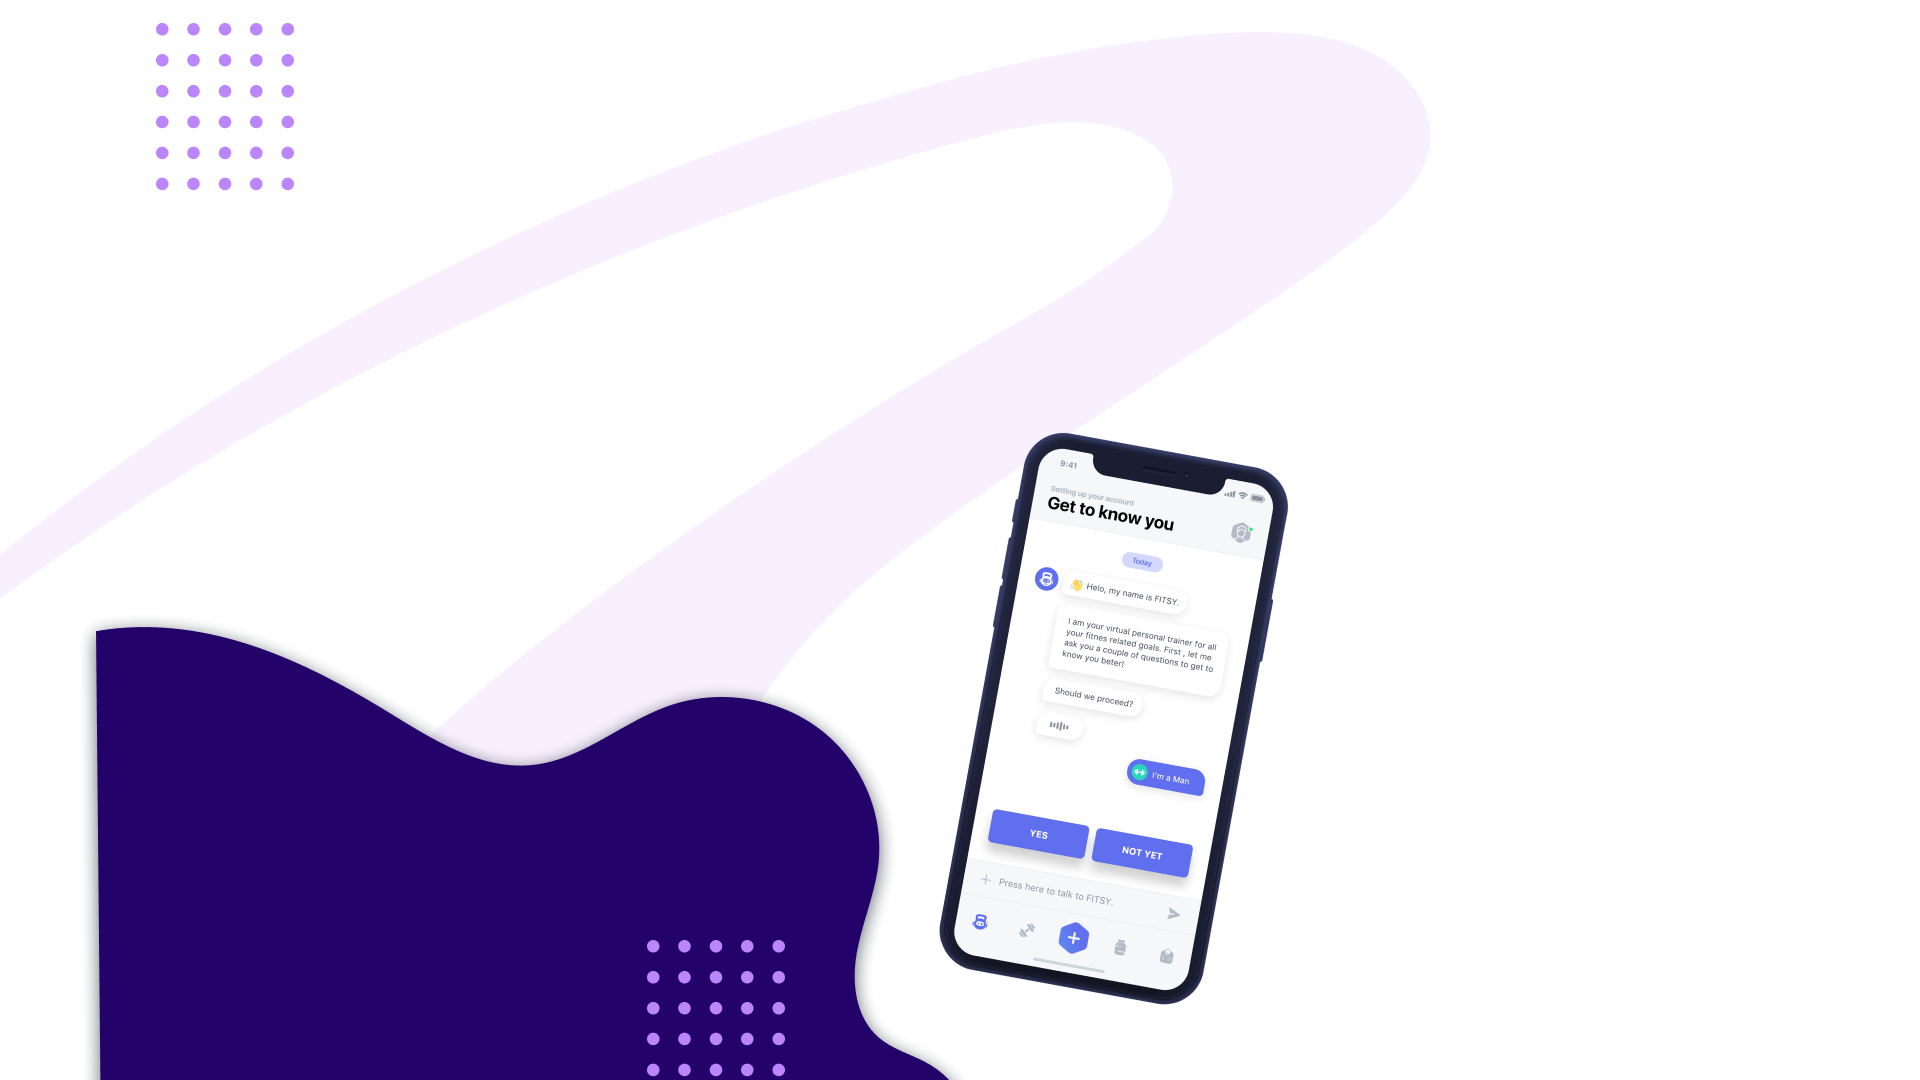 9:41
Setting up your account
Get to know you
Today
Helo, my name is FITSY.
I am your virtual personal trainer for all
your fitnes related goals. First , let me
ask you a couple of questions to get to
know you beter!
Should we proceed?
I'm a Man
YES
NOT YET
Press here to talk to FITSY.